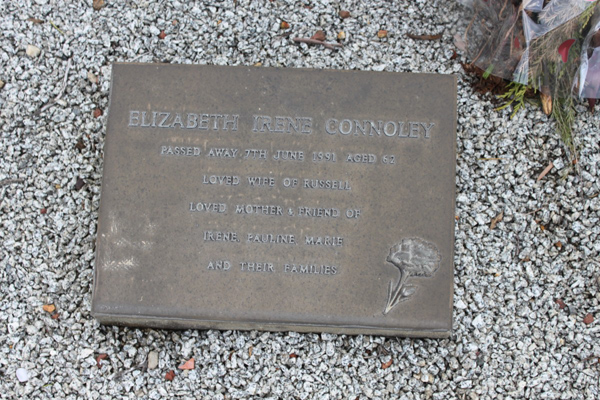 ELIZABETH IRENE CONNOLEY
PASSED AWAY 7TH JUNE 1991 AGED 62
LOVED WIFE OF RUSSELL
LOVED MOTHER & FRIEND OF
IRENE, PAULINE, MARIE
AND THEIR FAMILIES